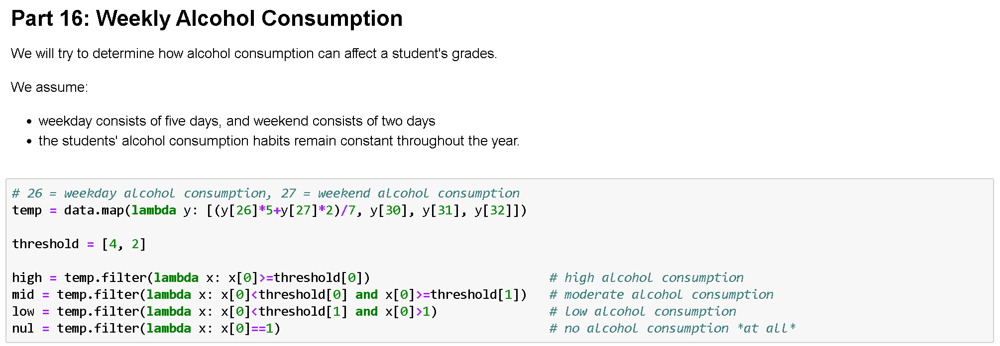 Part 16: Weekly Alcohol Consumption
We will try to determine how alcohol consumption can affect a student's grades.
We assume:
• weekday consists of five days, and weekend consists of two days
• the students' alcohol consumption habits remain constant throughout the year.
# 26 = weekday alcohol consumption, 27 = weekend alcohol consumption
temp = data.map(lambda y: [(y[26]*5+y[27]*2)/7, y[30], y[31], y[32]])
threshold = [4, 2]
high = temp.filter(lambda x: x[0]>=threshold[0]) # high alcohol consumption
mid = temp.filter(lambda x: x[0]<threshold[0] and x[0]>=threshold[1]) # moderate alcohol consumption
low = temp.filter(lambda x: x[0]<threshold[1] and x[0]>1) # low alcohol consumption
nul = temp.filter(lambda x: x[0]==1) # no alcohol consumption *at all*